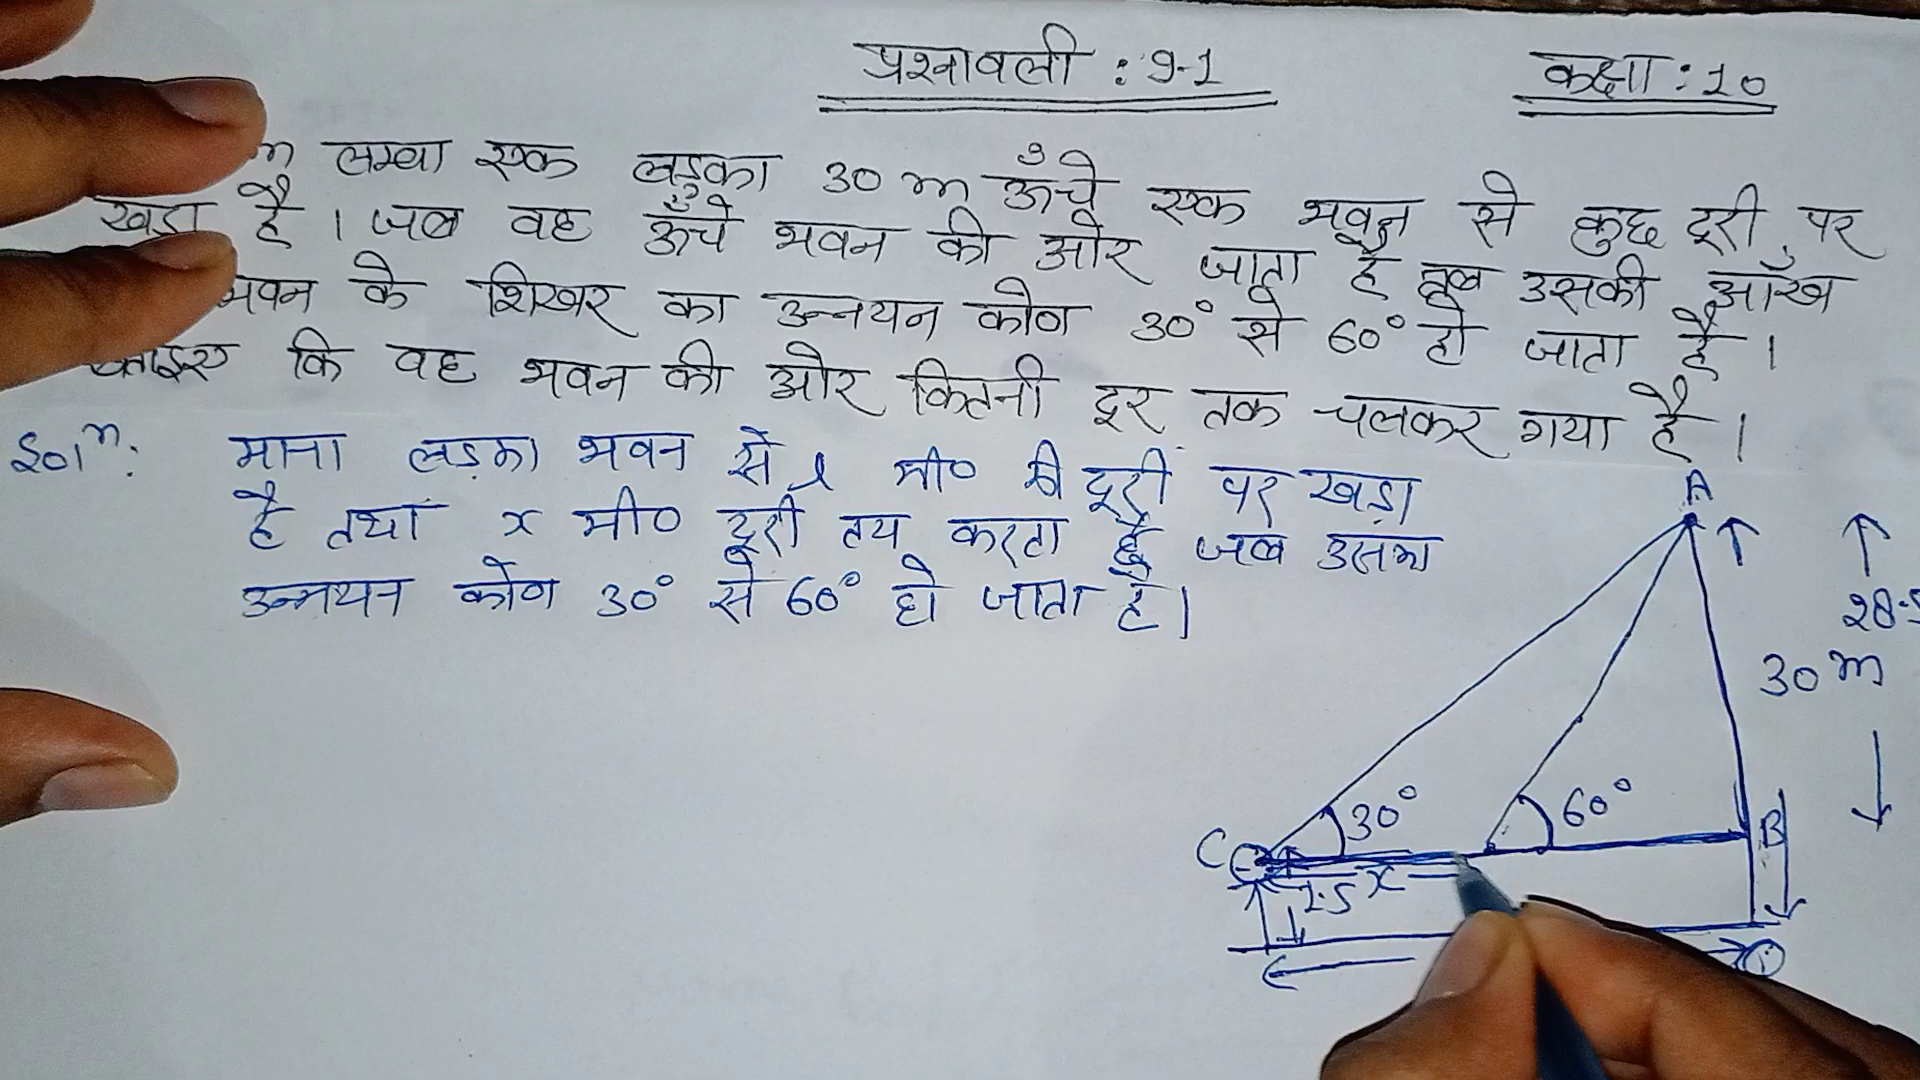 प्रश्नावली : 9.1
कक्षा : 10
m लम्बा एक लड़का 30 m ऊँचे एक भवन से कुछ दूरी पर
खड़ा है । जब वह ऊँचे भवन की ओर जाता है तब उसकी आँख
भवन के शिखर का उन्नयन कोण 30° से 60° हो जाता है ।
कि वह भवन की ओर कितनी दूर तक चलकर गया है ।
Solⁿ: माना लड़का भवन से मी० की दूरी पर खड़ा
है तथा x मी० दूरी तय करता है जब उसका
उन्नयन कोण 30° से 60° हो जाता है ।
A
28.5
30 m
30°
60°
C
B
1.5
x